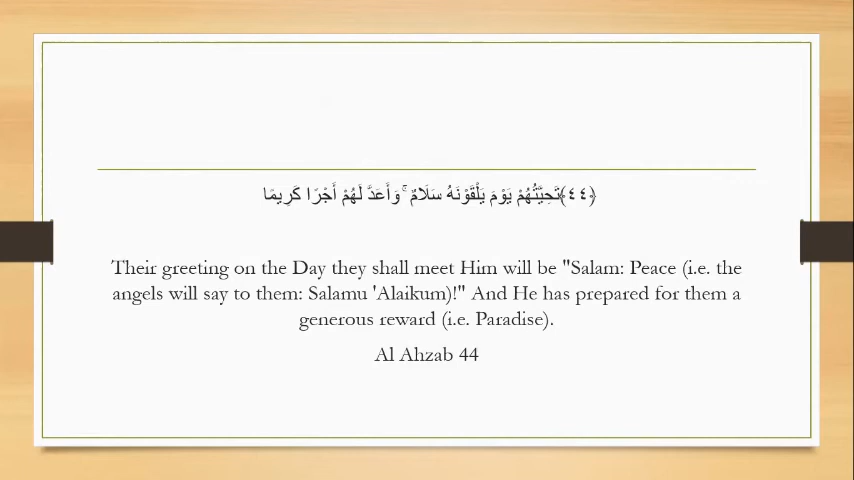 ﴿٤٤﴾تَحِيَّتُهُمْ يَوْمَ يَلْقَوْنَهُ سَلَامٌ ۚ وَأَعَدَّ لَهُمْ أَجْرًا كَرِيمًا
Their greeting on the Day they shall meet Him will be "Salam: Peace (i.e. the
angels will say to them: Salamu 'Alaikum)!" And He has prepared for them a
generous reward (i.e. Paradise).
Al Ahzab 44